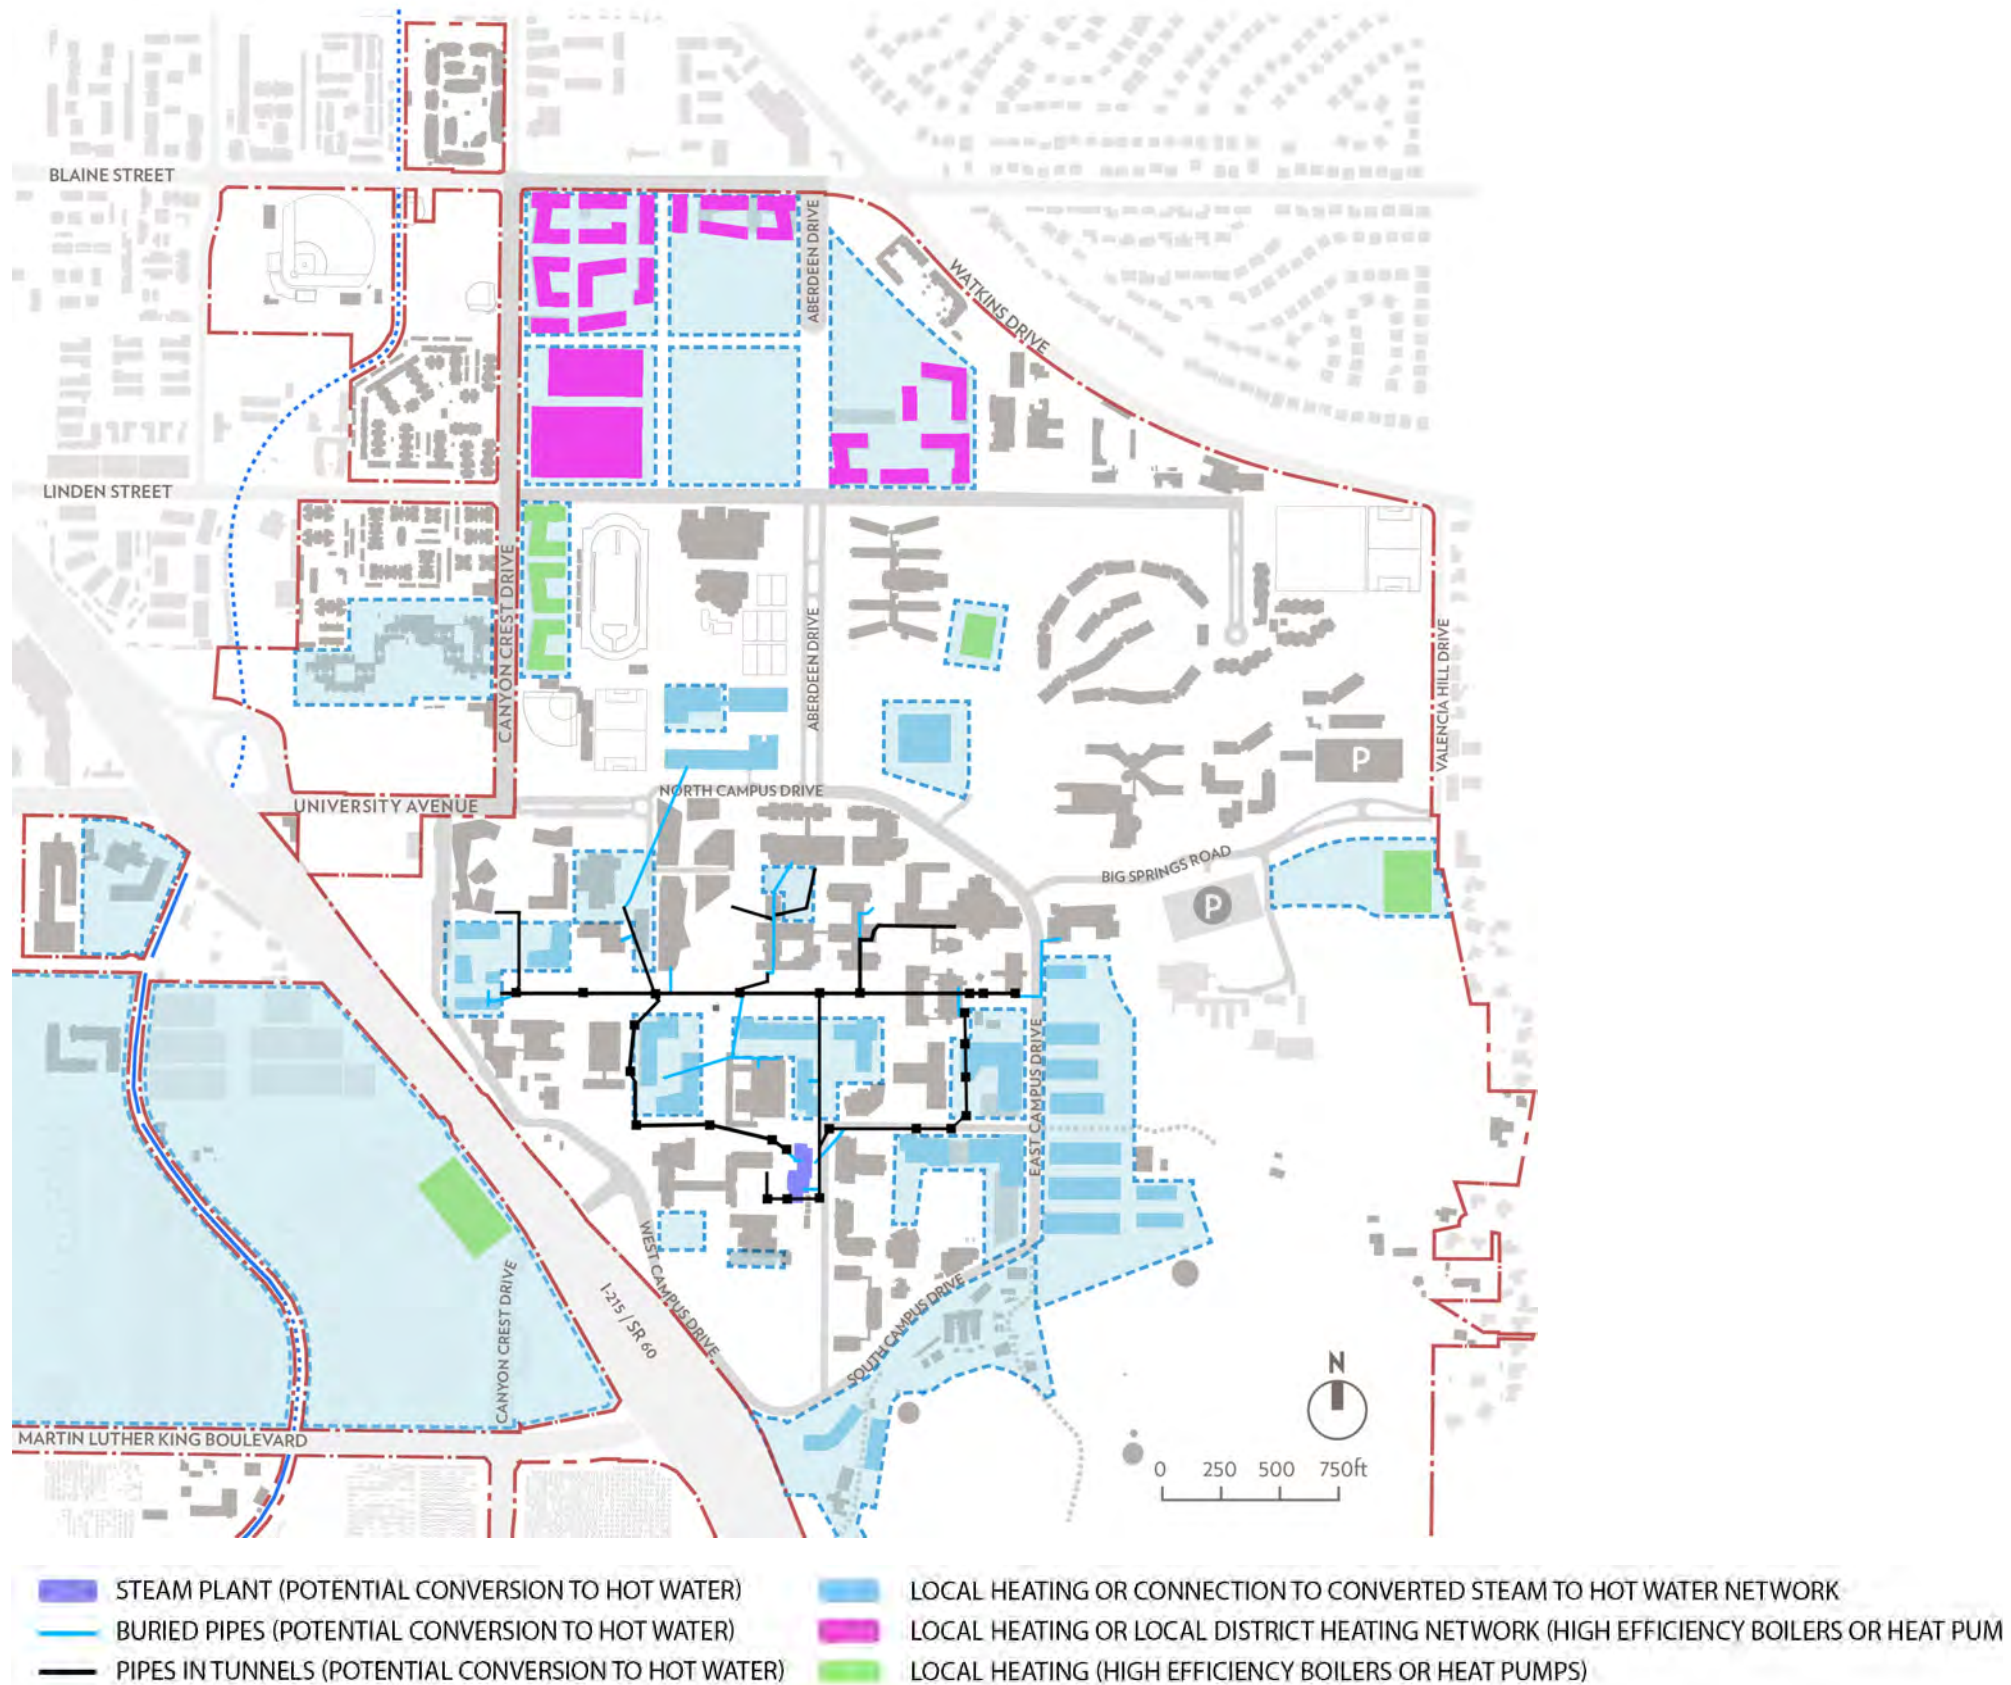 BLAINE STREET
ABERDEEN DRIVE
WATKINS DRIVE
LINDEN STREET
CANYON CREST DRIVE
ABERDEEN DRIVE
VALENCIA HILL DRIVE
P
NORTH CAMPUS DRIVE
UNIVERSITY AVENUE
BIG SPRINGS ROAD
P
EAST CAMPUS DRIVE
WEST CAMPUS DRIVE
I-215 / SR 60
CANYON CREST DRIVE
SOUTH CAMPUS DRIVE
MARTIN LUTHER KING BOULEVARD
N
0 250 500 750ft
STEAM PLANT (POTENTIAL CONVERSION TO HOT WATER)
BURIED PIPES (POTENTIAL CONVERSION TO HOT WATER)
PIPES IN TUNNELS (POTENTIAL CONVERSION TO HOT WATER)
LOCAL HEATING OR CONNECTION TO CONVERTED STEAM TO HOT WATER NETWORK
LOCAL HEATING OR LOCAL DISTRICT HEATING NETWORK (HIGH EFFICIENCY BOILERS OR HEAT PUM
LOCAL HEATING (HIGH EFFICIENCY BOILERS OR HEAT PUMPS)